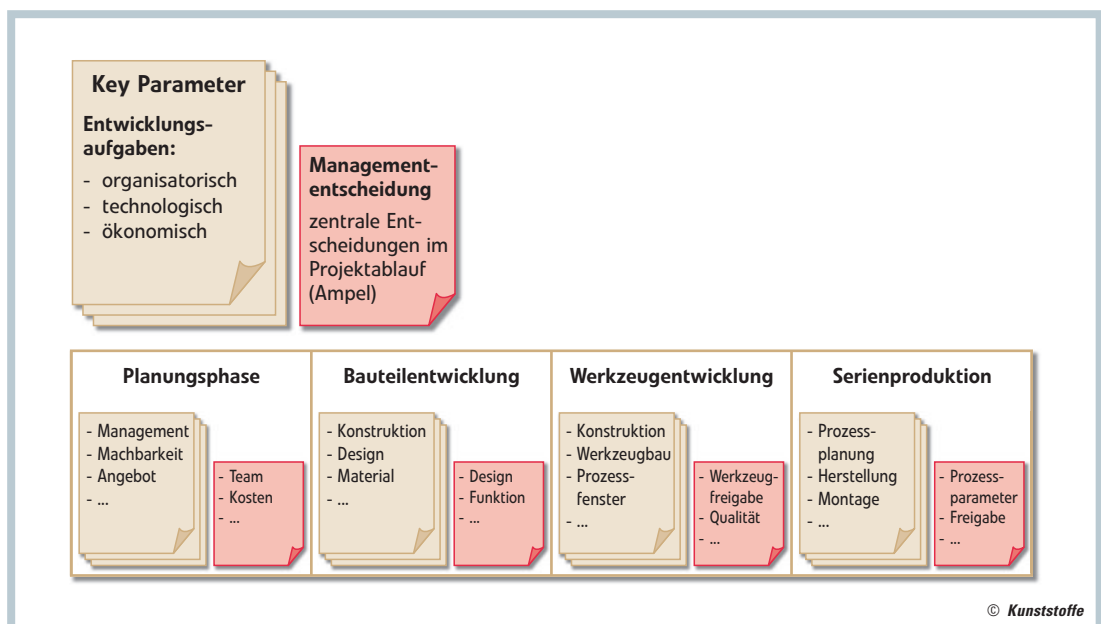 Key Parameter
Entwicklungs-
aufgaben:
- organisatorisch
- technologisch
- ökonomisch
Management-
entscheidung
zentrale Ent-
scheidungen im
Projektablauf
(Ampel)
Planungsphase
- Management
- Machbarkeit
- Angebot
- ...
- Team
- Kosten
- ...
Bauteilentwicklung
- Konstruktion
- Design
- Material
- ...
- Design
- Funktion
- ...
Werkzeugentwicklung
- Konstruktion
- Werkzeugbau
- Prozess-
fenster
- ...
- Werkzeug-
freigabe
- Qualität
- ...
Serienproduktion
- Prozess-
planung
- Herstellung
- Montage
- ...
- Prozess-
parameter
- Freigabe
- ...
© Kunststoffe